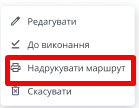 Редагувати
До виконання
Надрукувати маршрут
Скасувати